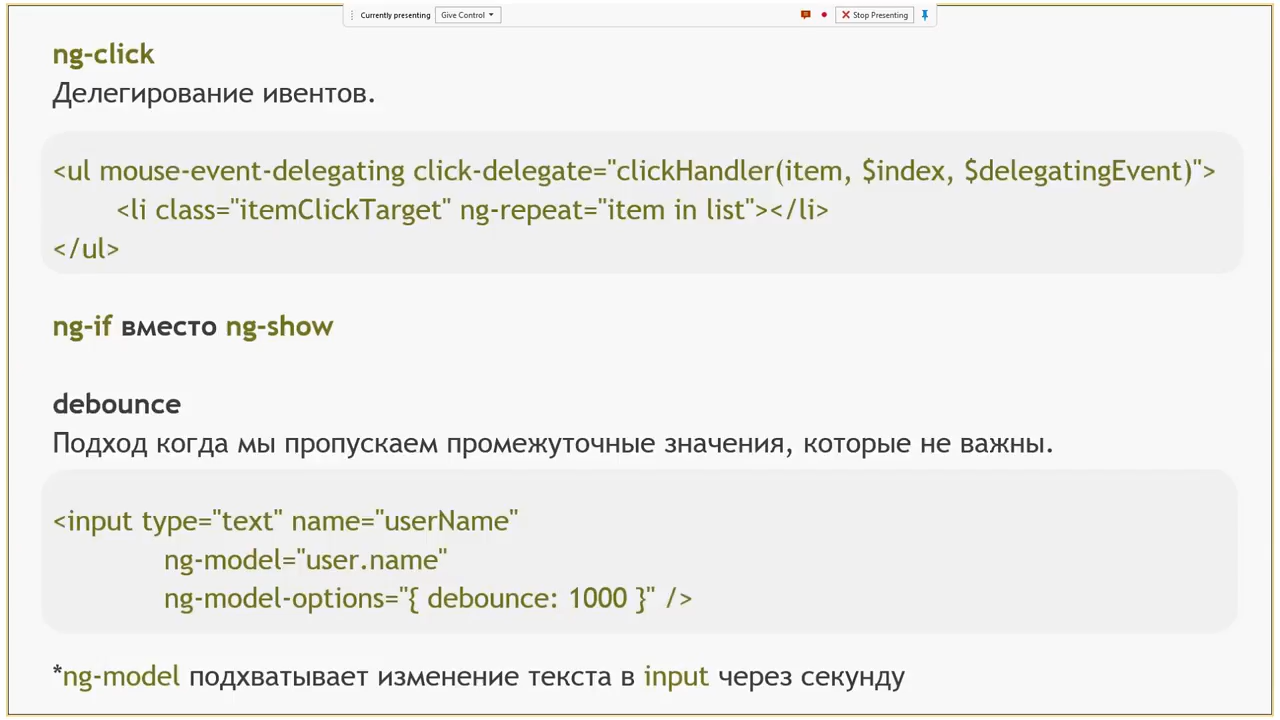 Currently presenting Give Control Stop Presenting
ng-click
Делегирование ивентов.
<ul mouse-event-delegating click-delegate="clickHandler(item, $index, $delegatingEvent)">
<li class="itemClickTarget" ng-repeat="item in list"></li>
</ul>
ng-if вместо ng-show
debounce
Подход когда мы пропускаем промежуточные значения, которые не важны.
<input type="text" name="userName"
ng-model="user.name"
ng-model-options="{ debounce: 1000 }" />
*ng-model подхватывает изменение текста в input через секунду